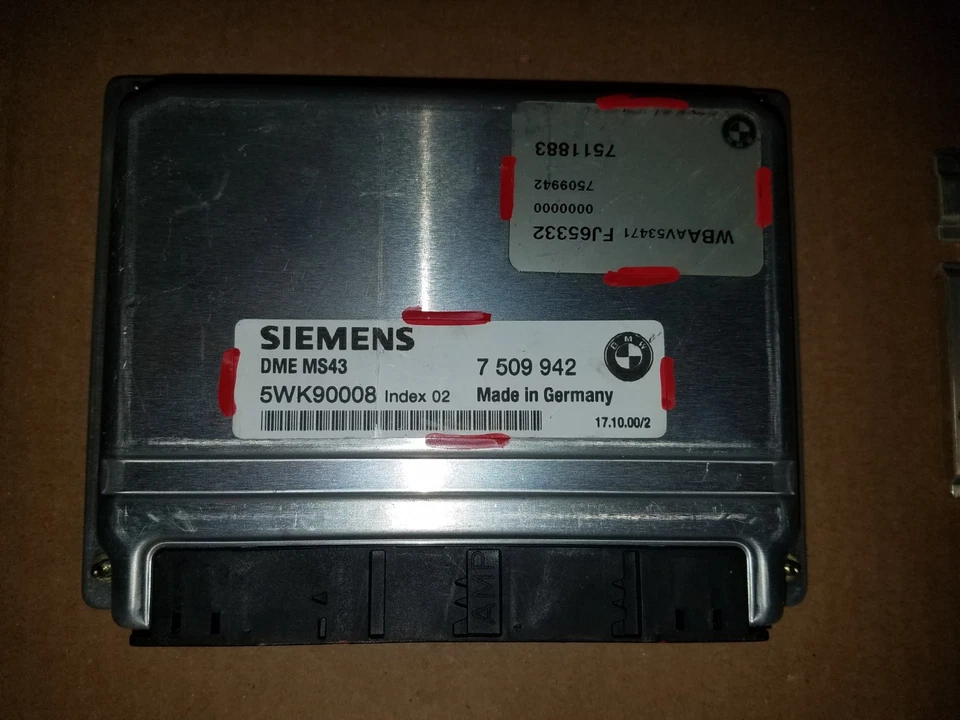 WBAAV53471 FJ65332
0000000
7509942
7511883
SIEMENS
DME MS43
7 509 942
BMW
5WK90008 Index 02
Made in Germany
17.10.00/2
AMP